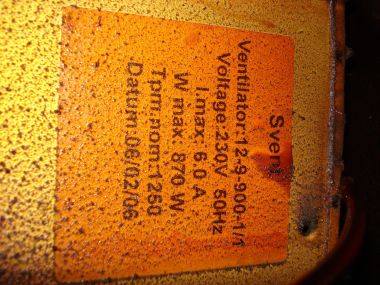 Svent
Ventilator:12-9-900-1/1
Voltage:230V 50Hz
I.max: 6.0 A
W max: 870 W
Tpm.nom:1250
Datum:06/02/06